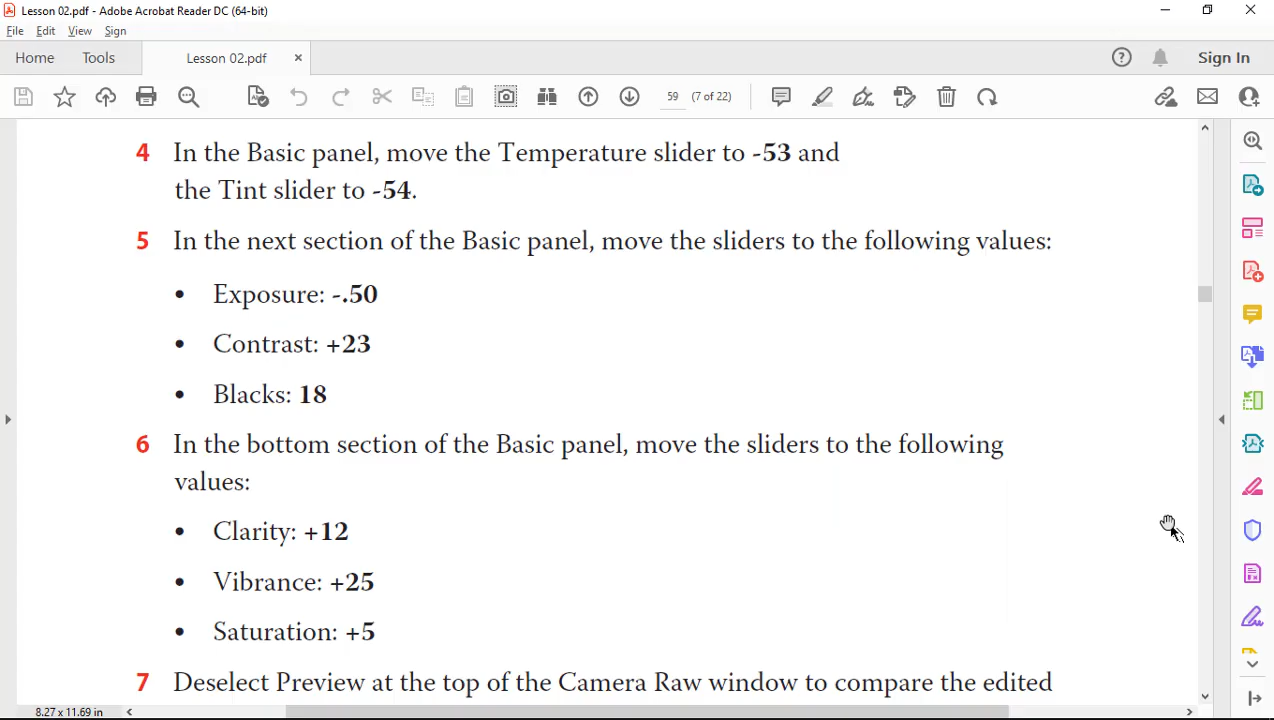 Lesson 02.pdf - Adobe Acrobat Reader DC (64-bit)
File Edit View Sign
Home Tools Lesson 02.pdf × Sign In
59 (7 of 22)
4 In the Basic panel, move the Temperature slider to -53 and
the Tint slider to -54.
5 In the next section of the Basic panel, move the sliders to the following values:
• Exposure: -.50
• Contrast: +23
• Blacks: 18
6 In the bottom section of the Basic panel, move the sliders to the following
values:
• Clarity: +12
• Vibrance: +25
• Saturation: +5
7 Deselect Preview at the top of the Camera Raw window to compare the edited
8.27 x 11.69 in